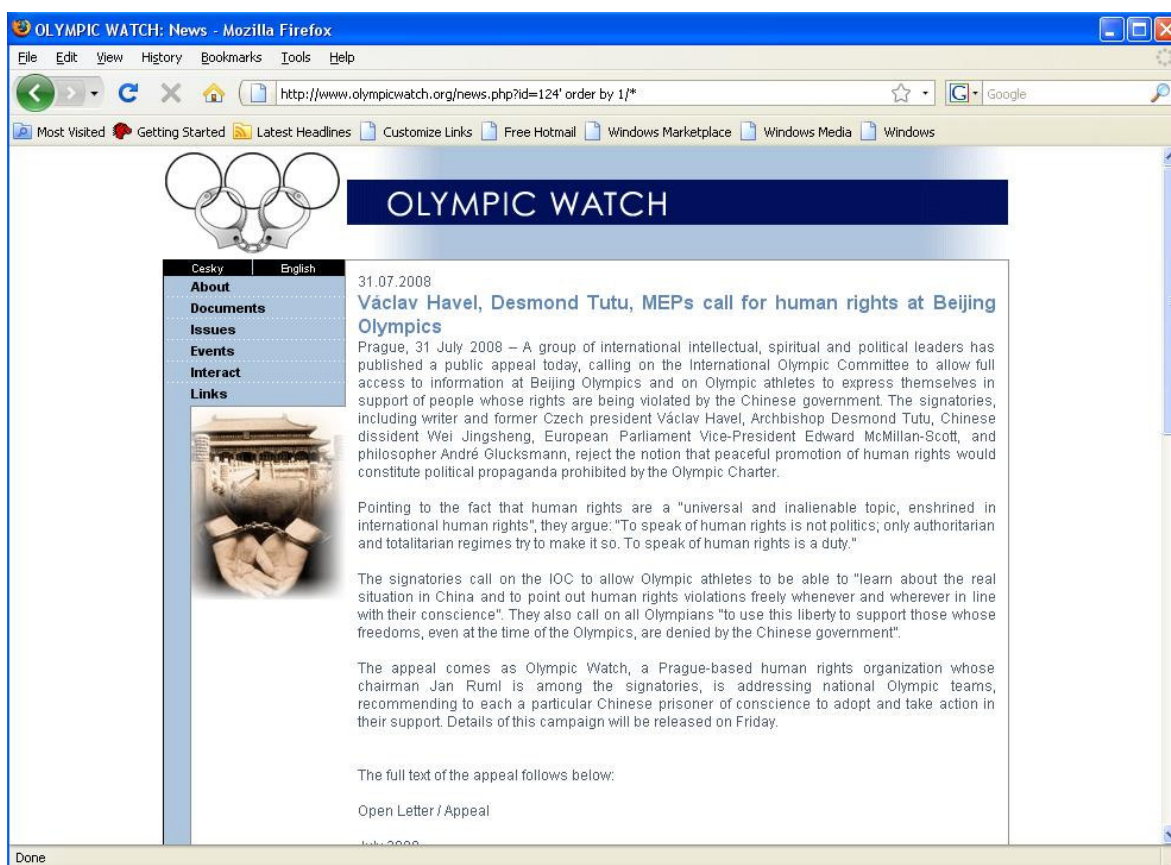 OLYMPIC WATCH: News - Mozilla Firefox
File Edit View History Bookmarks Tools Help
http://www.olympicwatch.org/news.php?id=124' order by 1/*
G Google
Most Visited Getting Started Latest Headlines Customize Links Free Hotmail Windows Marketplace Windows Media Windows
OLYMPIC WATCH
Cesky English
About
Documents
Issues
Events
Interact
Links
31.07.2008
Václav Havel, Desmond Tutu, MEPs call for human rights at Beijing
Olympics
Prague, 31 July 2008 – A group of international intellectual, spiritual and political leaders has
published a public appeal today, calling on the International Olympic Committee to allow full
access to information at Beijing Olympics and on Olympic athletes to express themselves in
support of people whose rights are being violated by the Chinese government. The signatories,
including writer and former Czech president Václav Havel, Archbishop Desmond Tutu, Chinese
dissident Wei Jingsheng, European Parliament Vice-President Edward McMillan-Scott, and
philosopher André Glucksmann, reject the notion that peaceful promotion of human rights would
constitute political propaganda prohibited by the Olympic Charter.
Pointing to the fact that human rights are a "universal and inalienable topic, enshrined in
international human rights", they argue: "To speak of human rights is not politics; only authoritarian
and totalitarian regimes try to make it so. To speak of human rights is a duty."
The signatories call on the IOC to allow Olympic athletes to be able to "learn about the real
situation in China and to point out human rights violations freely whenever and wherever in line
with their conscience". They also call on all Olympians "to use this liberty to support those whose
freedoms, even at the time of the Olympics, are denied by the Chinese government".
The appeal comes as Olympic Watch, a Prague-based human rights organization whose
chairman Jan Ruml is among the signatories, is addressing national Olympic teams,
recommending to each a particular Chinese prisoner of conscience to adopt and take action in
their support. Details of this campaign will be released on Friday.
The full text of the appeal follows below:
Open Letter / Appeal
July 2008
Done